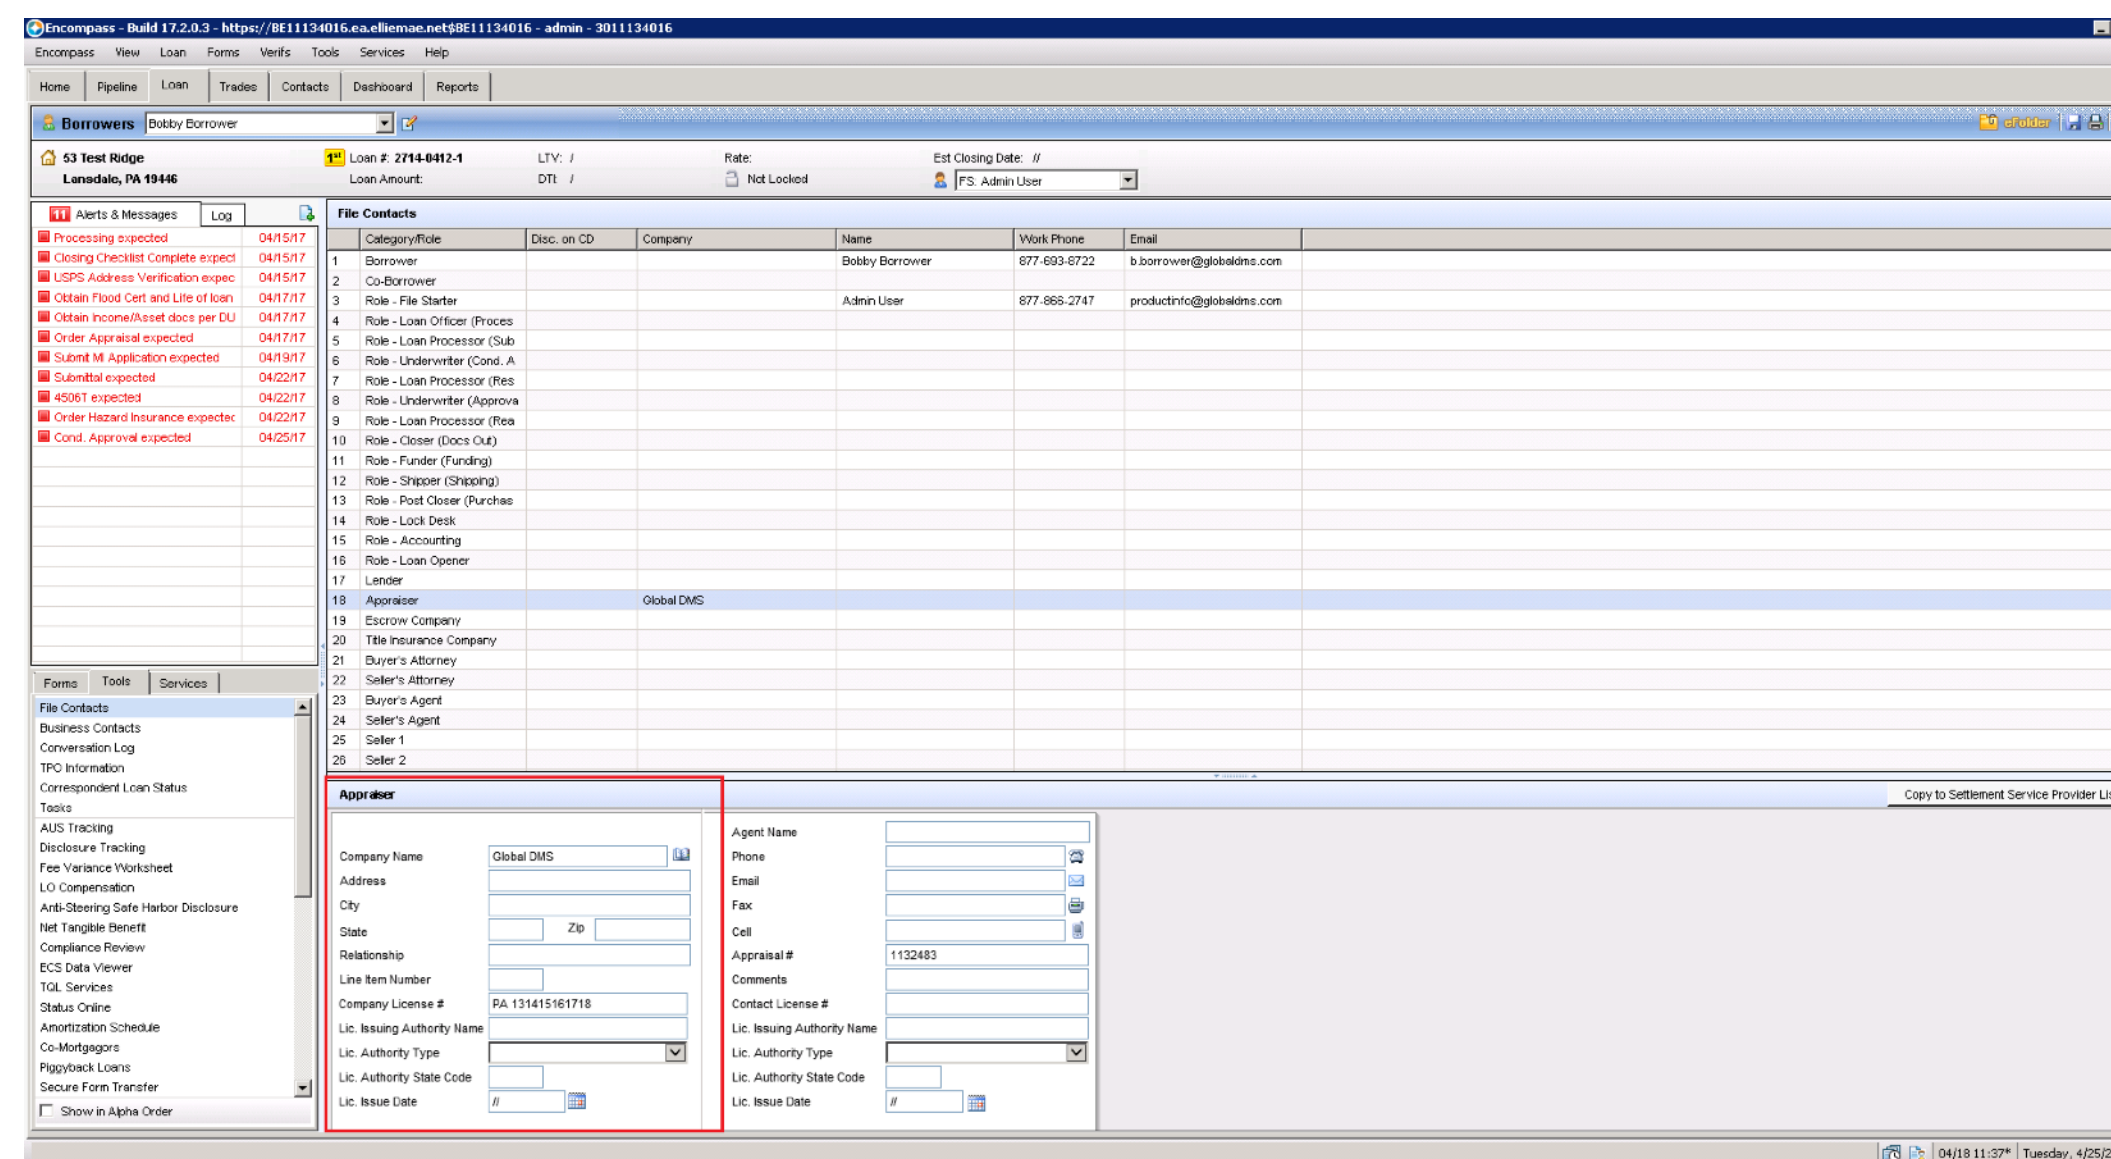 Encompass - Build 17.2.0.3 - https://BE11134016.ea.elliemae.net$BE11134016 - admin - 3011134016
Encompass View Loan Forms Verifs Tools Services Help
Home Pipeline Loan Trades Contacts Dashboard Reports
Borrowers Bobby Borrower eFolder
53 Test Ridge 1st Loan #: 2714-0412-1 LTV: / Rate: Est Closing Date: //
Lansdale, PA 19446 Loan Amount: DTI: / Not Locked FS: Admin User
11 Alerts & Messages Log
Processing expected 04/15/17
Closing Checklist Complete expect 04/15/17
USPS Address Verification expec 04/15/17
Obtain Flood Cert and Life of loan 04/17/17
Obtain Income/Asset docs per DU 04/17/17
Order Appraisal expected 04/17/17
Submit MI Application expected 04/19/17
Submittal expected 04/22/17
4506T expected 04/22/17
Order Hazard Insurance expectec 04/22/17
Cond. Approval expected 04/25/17
Forms Tools Services
File Contacts
Business Contacts
Conversation Log
TPO Information
Correspondent Loan Status
Tasks
AUS Tracking
Disclosure Tracking
Fee Variance Worksheet
LO Compensation
Anti-Steering Safe Harbor Disclosure
Net Tangible Benefit
Compliance Review
ECS Data Viewer
TQL Services
Status Online
Amortization Schedule
Co-Mortgagors
Piggyback Loans
Secure Form Transfer
Show in Alpha Order
File Contacts
Category/Role Disc. on CD Company Name Work Phone Email
1 Borrower Bobby Borrower 877-693-8722 b.borrower@globaldms.com
2 Co-Borrower
3 Role - File Starter Admin User 877-866-2747 productinfo@globaldms.com
4 Role - Loan Officer (Proces
5 Role - Loan Processor (Sub
6 Role - Underwriter (Cond. A
7 Role - Loan Processor (Res
8 Role - Underwriter (Approva
9 Role - Loan Processor (Rea
10 Role - Closer (Docs Out)
11 Role - Funder (Funding)
12 Role - Shipper (Shipping)
13 Role - Post Closer (Purchas
14 Role - Lock Desk
15 Role - Accounting
16 Role - Loan Opener
17 Lender
18 Appraiser Global DMS
19 Escrow Company
20 Title Insurance Company
21 Buyer's Attorney
22 Seller's Attorney
23 Buyer's Agent
24 Seller's Agent
25 Seller 1
26 Seller 2
Appraiser Copy to Settlement Service Provider Lis
Company Name Global DMS
Address
City
State Zip
Relationship
Line Item Number
Company License # PA 131415161718
Lic. Issuing Authority Name
Lic. Authority Type
Lic. Authority State Code
Lic. Issue Date //
Agent Name
Phone
Email
Fax
Cell
Appraisal # 1132483
Comments
Contact License #
Lic. Issuing Authority Name
Lic. Authority Type
Lic. Authority State Code
Lic. Issue Date //
04/18 11:37* Tuesday, 4/25/2